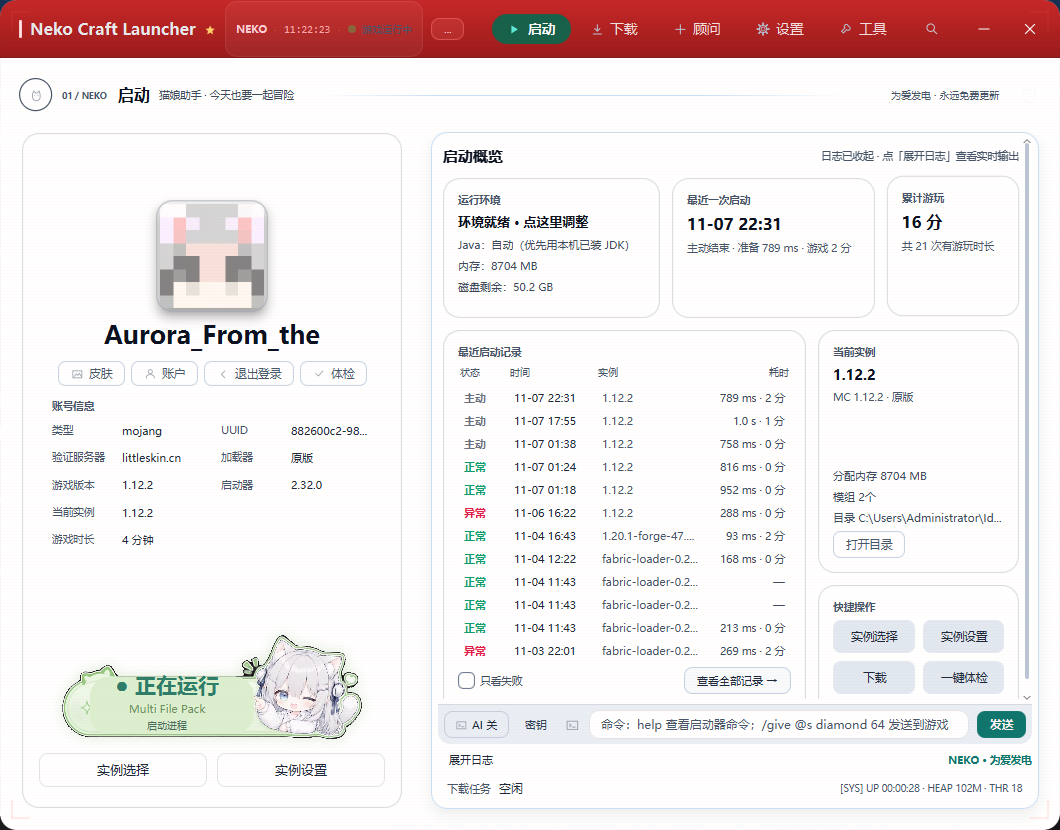 Neko Craft Launcher ★ NEKO · 11:22:23 · ... 启动 下载 顾问 设置 工具
01 / NEKO 启动 猫娘助手 · 今天也要一起冒险 为爱发电 · 永远免费更新
Aurora_From_the
皮肤 账户 退出登录 体检
账号信息
类型 mojang UUID 882600c2-98...
验证服务器 littleskin.cn 加载器 原版
游戏版本 1.12.2 启动器 2.32.0
当前实例 1.12.2
游戏时长 4 分钟
正在运行
Multi File Pack
启动进程
实例选择 实例设置
启动概览 日志已收起 · 点「展开日志」查看实时输出
运行环境
环境就绪 • 点这里调整
Java：自动（优先用本机已装 JDK）
内存：8704 MB
磁盘剩余：50.2 GB
最近一次启动
11-07 22:31
主动结束 · 准备 789 ms · 游戏 2 分
累计游玩
16 分
共 21 次有游玩时长
最近启动记录
状态 时间 实例 耗时
主动 11-07 22:31 1.12.2 789 ms · 2 分
主动 11-07 17:55 1.12.2 1.0 s · 1 分
主动 11-07 01:38 1.12.2 758 ms · 0 分
正常 11-07 01:24 1.12.2 816 ms · 0 分
正常 11-07 01:18 1.12.2 952 ms · 0 分
异常 11-06 16:22 1.12.2 288 ms · 0 分
正常 11-04 16:43 1.20.1-forge-47.... 93 ms · 2 分
正常 11-04 12:22 fabric-loader-0.2... 168 ms · 0 分
正常 11-04 11:43 fabric-loader-0.2... —
正常 11-04 11:43 fabric-loader-0.2... —
正常 11-04 11:43 fabric-loader-0.2... 213 ms · 0 分
异常 11-03 22:01 fabric-loader-0.2... 269 ms · 2 分
只看失败 查看全部记录 →
当前实例
1.12.2
MC 1.12.2 · 原版
分配内存 8704 MB
模组 2个
目录 C:\Users\Administrator\Id...
打开目录
快捷操作
实例选择 实例设置
下载 一键体检
AI 关 密钥 命令：help 查看启动器命令；/give @s diamond 64 发送到游戏 发送
展开日志 NEKO • 为爱发电
下载任务 空闲 [SYS] UP 00:00:28 · HEAP 102M · THR 18